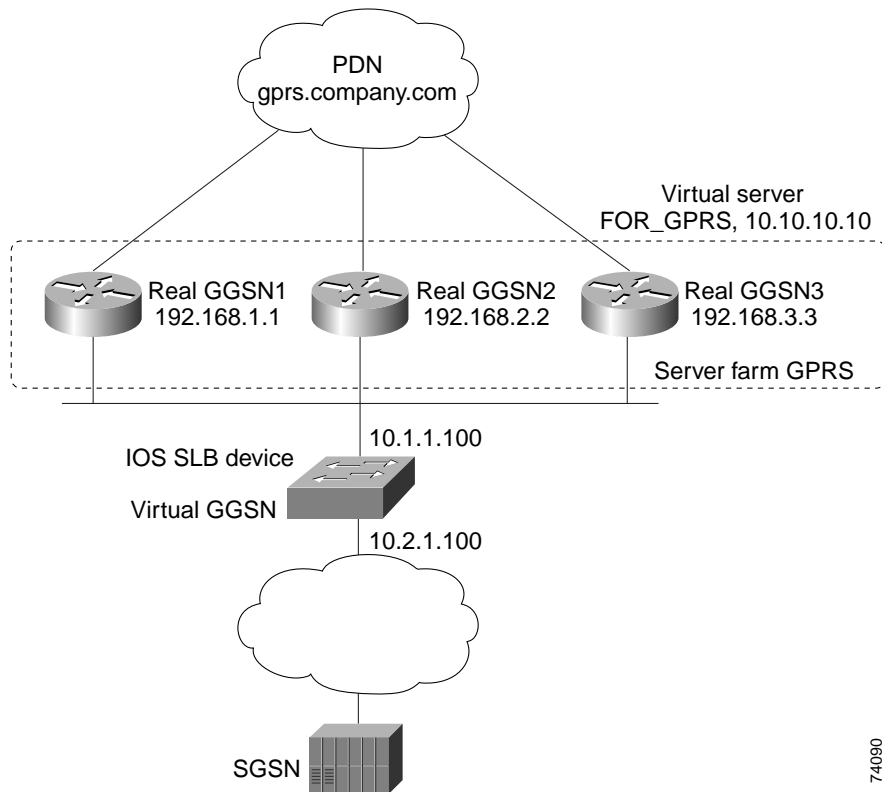 PDN
gprs.company.com
Virtual server
FOR_GPRS, 10.10.10.10
Real GGSN1
192.168.1.1
Real GGSN2
192.168.2.2
Real GGSN3
192.168.3.3
Server farm GPRS
10.1.1.100
IOS SLB device
Virtual GGSN
10.2.1.100
SGSN
74090